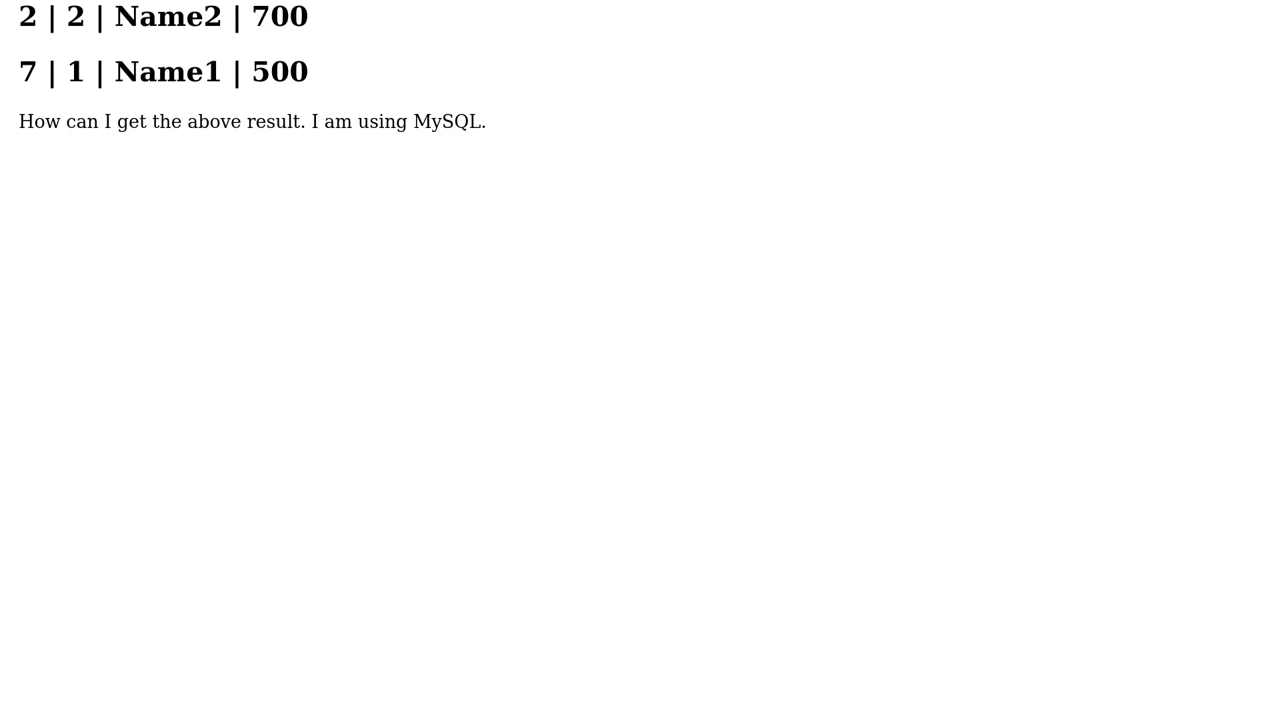 2 | 2 | Name2 | 700
7 | 1 | Name1 | 500
How can I get the above result. I am using MySQL.